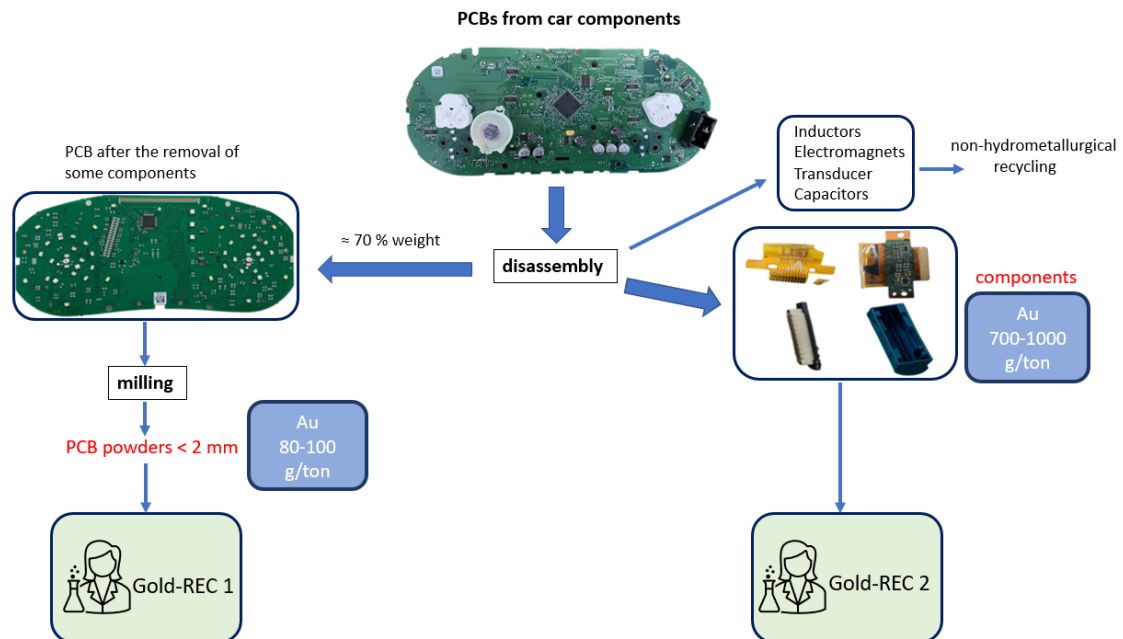 PCBs from car components
Inductors
Electromagnets
Transducer
Capacitors
non-hydrometallurgical
recycling
PCB after the removal of
some components
≈ 70 % weight
disassembly
components
Au
700-1000
g/ton
milling
PCB powders < 2 mm
Au
80-100
g/ton
Gold-REC 1
Gold-REC 2